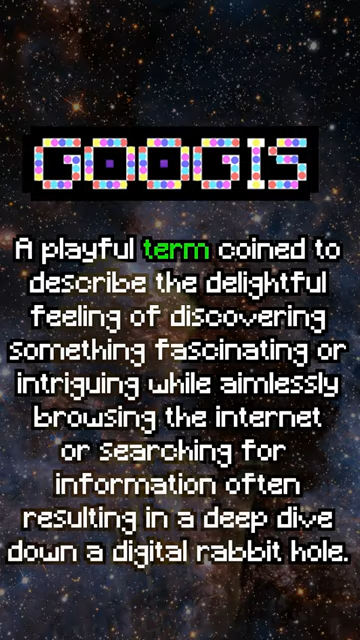 GOOGIS
A playful term coined to
describe the delightful
feeling of discovering
something fascinating or
intriguing while aimlessly
browsing the internet
or searching for
information often
resulting in a deep dive
down a digital rabbit hole.